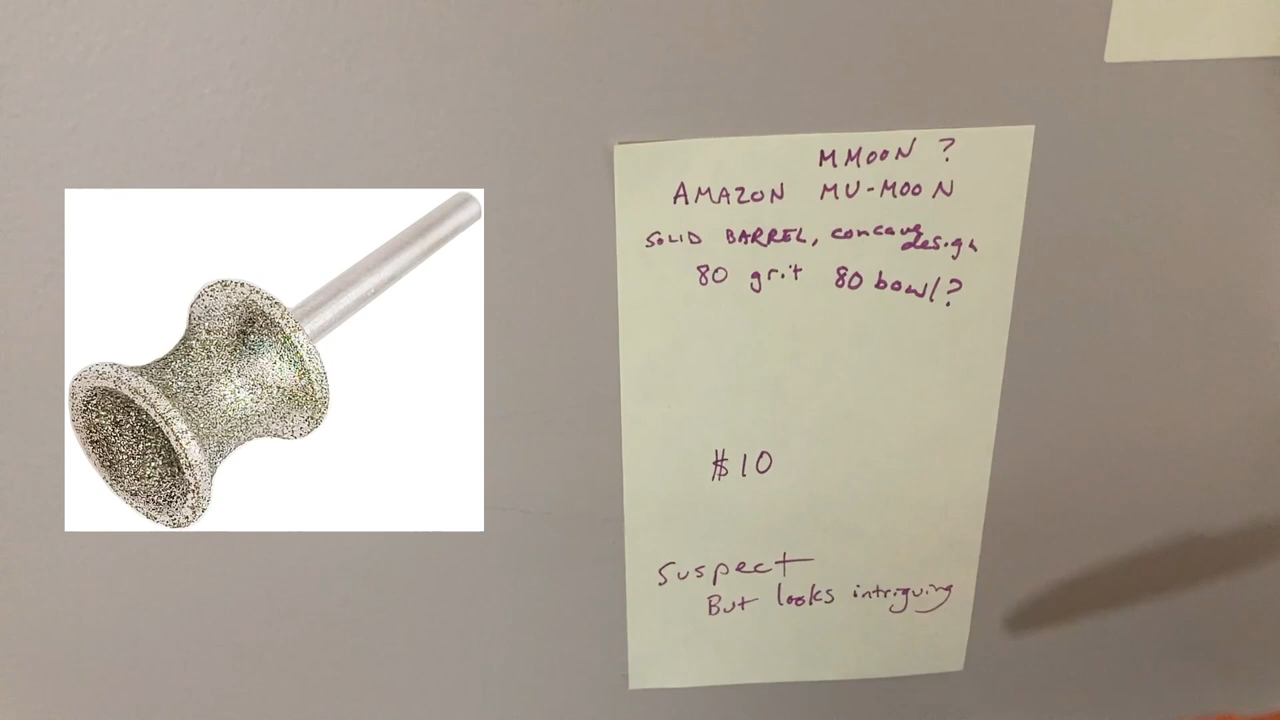 MMOON ?
AMAZON MU-MOON
SOLID BARREL, concave design
80 grit 80 bowl?
$10
Suspect
But looks intriguing